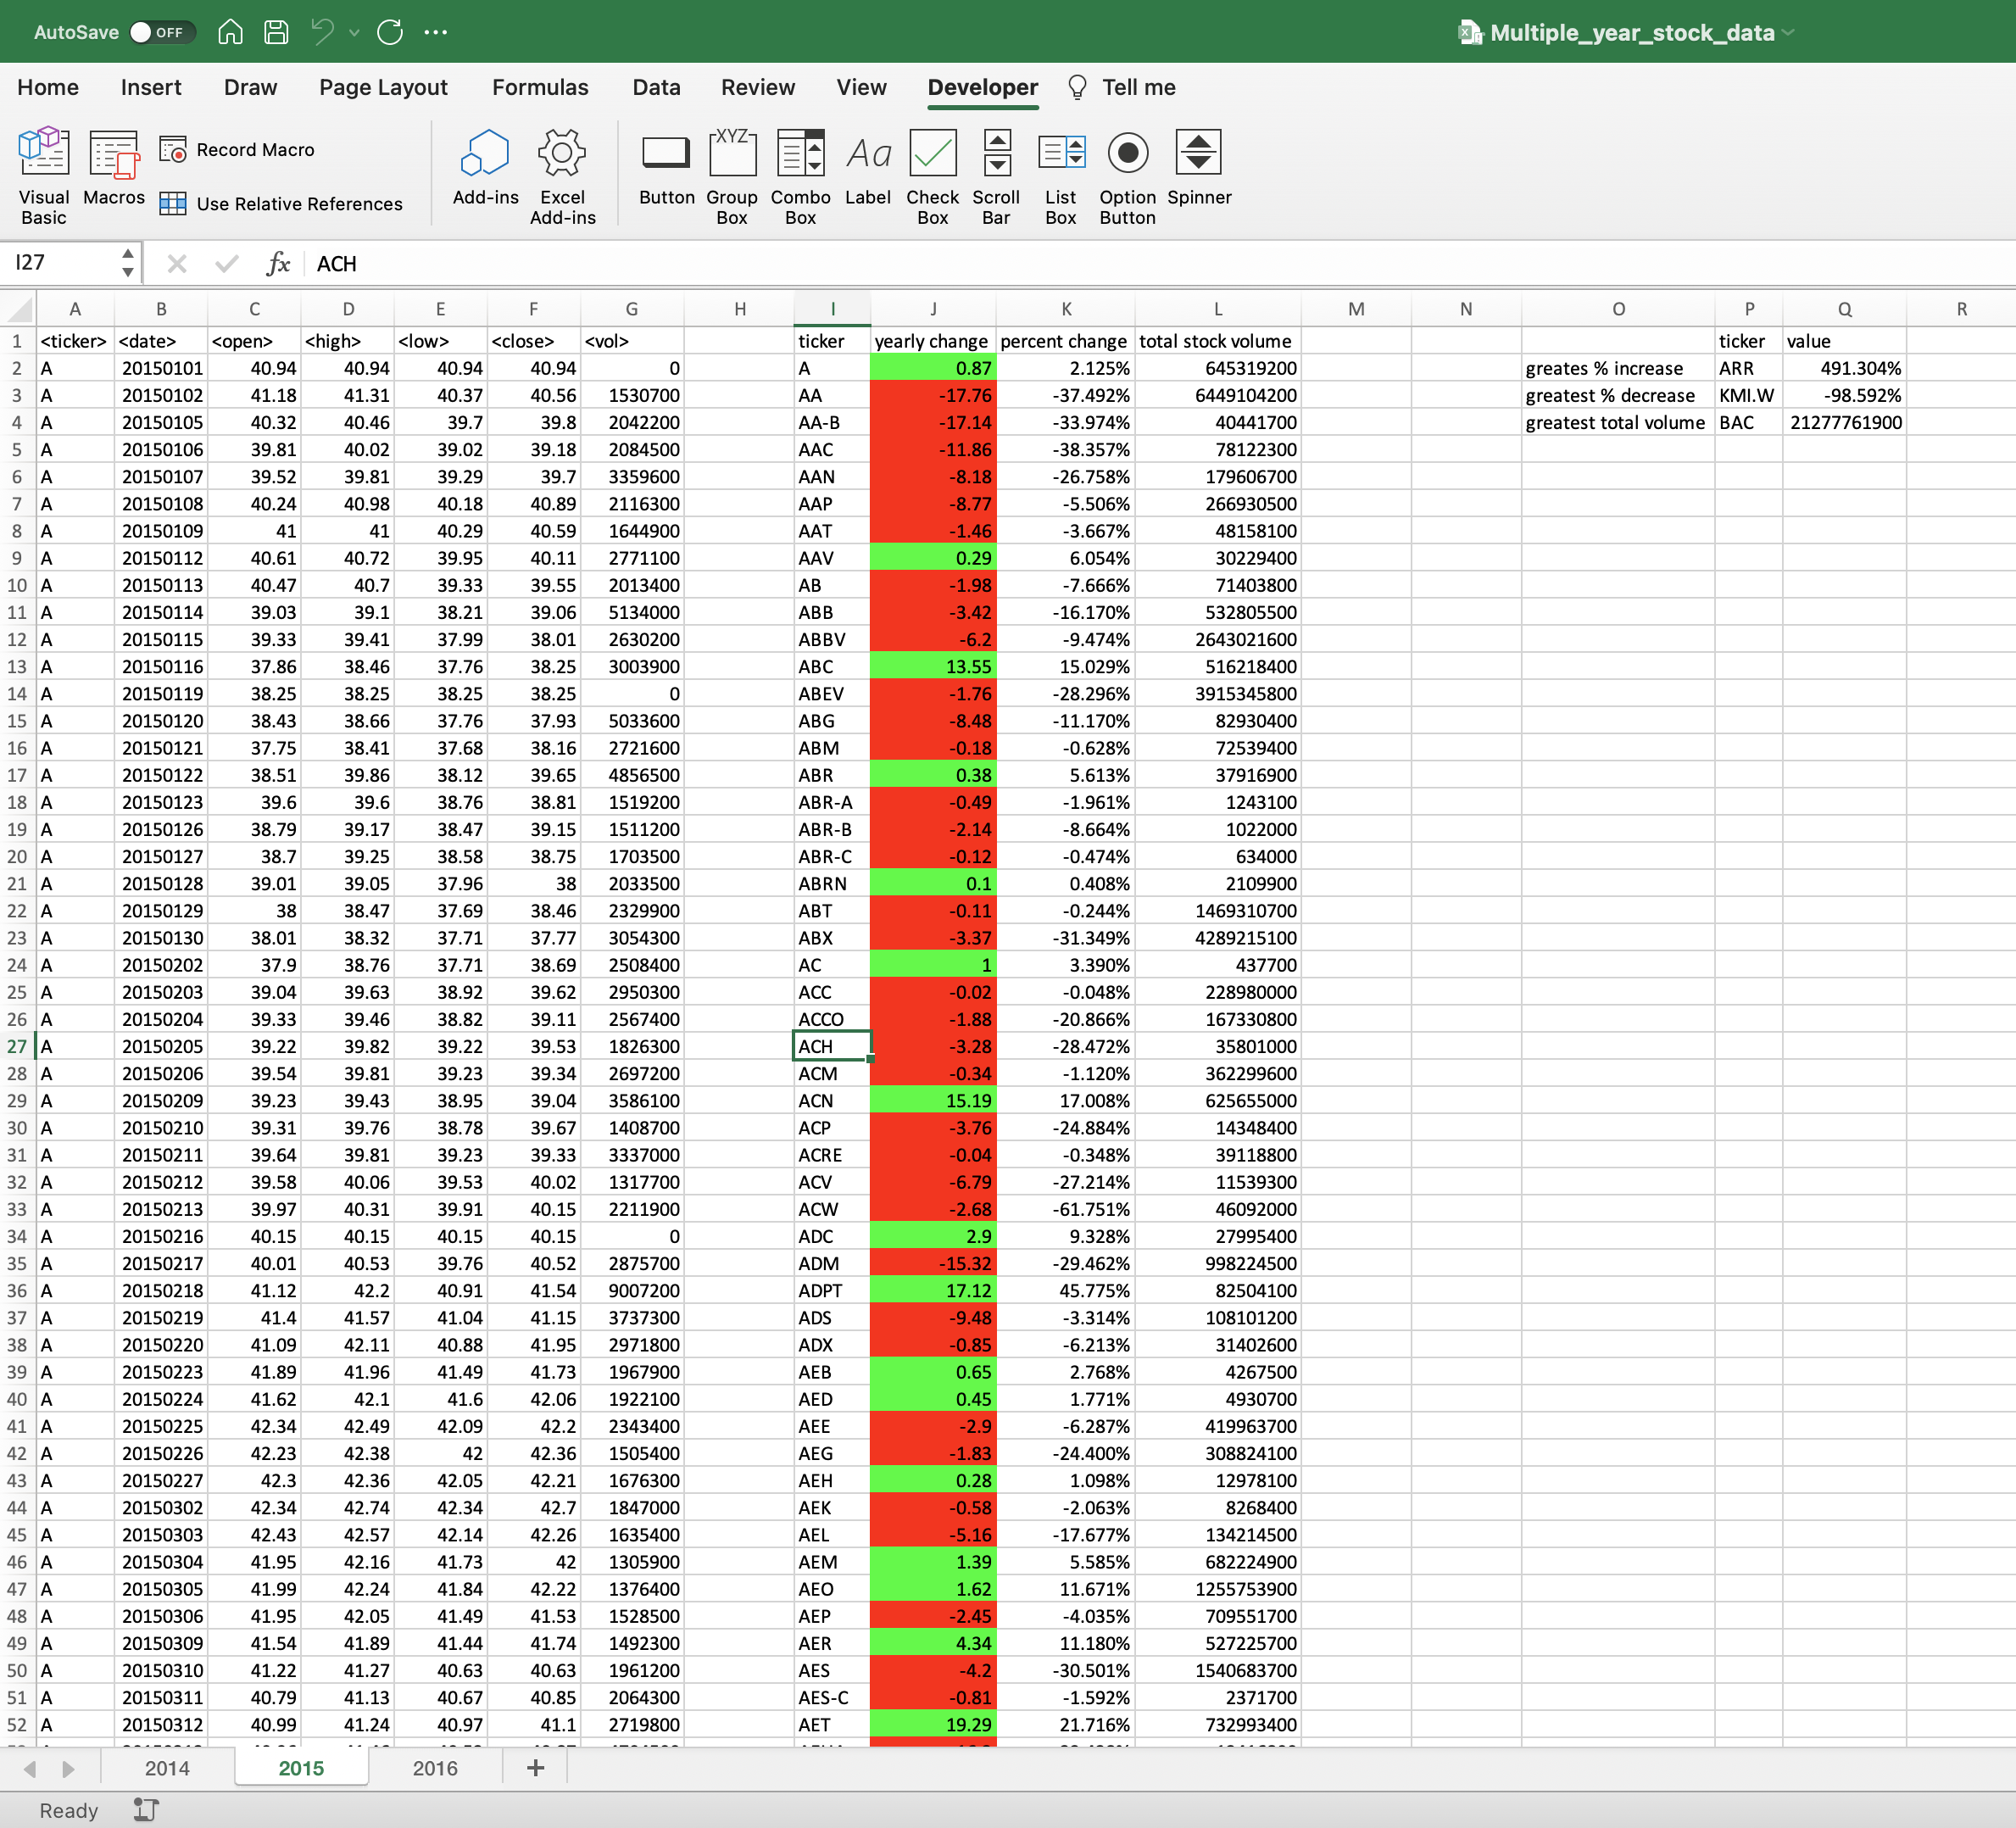 AutoSave OFF Multiple_year_stock_data
Home Insert Draw Page Layout Formulas Data Review View Developer Tell me
Visual Basic Macros Record Macro Use Relative References Add-ins Excel Add-ins Button Group Box Combo Box Label Check Box Scroll Bar List Box Option Button Spinner
XYZ Aa
I27 fx ACH
A B C D E F G H I J K L M N O P Q R
1 <ticker> <date> <open> <high> <low> <close> <vol> ticker yearly change percent change total stock volume ticker value
2 A 20150101 40.94 40.94 40.94 40.94 0 A 0.87 2.125% 645319200 greates % increase ARR 491.304%
3 A 20150102 41.18 41.31 40.37 40.56 1530700 AA -17.76 -37.492% 6449104200 greatest % decrease KMI.W -98.592%
4 A 20150105 40.32 40.46 39.7 39.8 2042200 AA-B -17.14 -33.974% 40441700 greatest total volume BAC 21277761900
5 A 20150106 39.81 40.02 39.02 39.18 2084500 AAC -11.86 -38.357% 78122300
6 A 20150107 39.52 39.81 39.29 39.7 3359600 AAN -8.18 -26.758% 179606700
7 A 20150108 40.24 40.98 40.18 40.89 2116300 AAP -8.77 -5.506% 266930500
8 A 20150109 41 41 40.29 40.59 1644900 AAT -1.46 -3.667% 48158100
9 A 20150112 40.61 40.72 39.95 40.11 2771100 AAV 0.29 6.054% 30229400
10 A 20150113 40.47 40.7 39.33 39.55 2013400 AB -1.98 -7.666% 71403800
11 A 20150114 39.03 39.1 38.21 39.06 5134000 ABB -3.42 -16.170% 532805500
12 A 20150115 39.33 39.41 37.99 38.01 2630200 ABBV -6.2 -9.474% 2643021600
13 A 20150116 37.86 38.46 37.76 38.25 3003900 ABC 13.55 15.029% 516218400
14 A 20150119 38.25 38.25 38.25 38.25 0 ABEV -1.76 -28.296% 3915345800
15 A 20150120 38.43 38.66 37.76 37.93 5033600 ABG -8.48 -11.170% 82930400
16 A 20150121 37.75 38.41 37.68 38.16 2721600 ABM -0.18 -0.628% 72539400
17 A 20150122 38.51 39.86 38.12 39.65 4856500 ABR 0.38 5.613% 37916900
18 A 20150123 39.6 39.6 38.76 38.81 1519200 ABR-A -0.49 -1.961% 1243100
19 A 20150126 38.79 39.17 38.47 39.15 1511200 ABR-B -2.14 -8.664% 1022000
20 A 20150127 38.7 39.25 38.58 38.75 1703500 ABR-C -0.12 -0.474% 634000
21 A 20150128 39.01 39.05 37.96 38 2033500 ABRN 0.1 0.408% 2109900
22 A 20150129 38 38.47 37.69 38.46 2329900 ABT -0.11 -0.244% 1469310700
23 A 20150130 38.01 38.32 37.71 37.77 3054300 ABX -3.37 -31.349% 4289215100
24 A 20150202 37.9 38.76 37.71 38.69 2508400 AC 1 3.390% 437700
25 A 20150203 39.04 39.63 38.92 39.62 2950300 ACC -0.02 -0.048% 228980000
26 A 20150204 39.33 39.46 38.82 39.11 2567400 ACCO -1.88 -20.866% 167330800
27 A 20150205 39.22 39.82 39.22 39.53 1826300 ACH -3.28 -28.472% 35801000
28 A 20150206 39.54 39.81 39.23 39.34 2697200 ACM -0.34 -1.120% 362299600
29 A 20150209 39.23 39.43 38.95 39.04 3586100 ACN 15.19 17.008% 625655000
30 A 20150210 39.31 39.76 38.78 39.67 1408700 ACP -3.76 -24.884% 14348400
31 A 20150211 39.64 39.81 39.23 39.33 3337000 ACRE -0.04 -0.348% 39118800
32 A 20150212 39.58 40.06 39.53 40.02 1317700 ACV -6.79 -27.214% 11539300
33 A 20150213 39.97 40.31 39.91 40.15 2211900 ACW -2.68 -61.751% 46092000
34 A 20150216 40.15 40.15 40.15 40.15 0 ADC 2.9 9.328% 27995400
35 A 20150217 40.01 40.53 39.76 40.52 2875700 ADM -15.32 -29.462% 998224500
36 A 20150218 41.12 42.2 40.91 41.54 9007200 ADPT 17.12 45.775% 82504100
37 A 20150219 41.4 41.57 41.04 41.15 3737300 ADS -9.48 -3.314% 108101200
38 A 20150220 41.09 42.11 40.88 41.95 2971800 ADX -0.85 -6.213% 31402600
39 A 20150223 41.89 41.96 41.49 41.73 1967900 AEB 0.65 2.768% 4267500
40 A 20150224 41.62 42.1 41.6 42.06 1922100 AED 0.45 1.771% 4930700
41 A 20150225 42.34 42.49 42.09 42.2 2343400 AEE -2.9 -6.287% 419963700
42 A 20150226 42.23 42.38 42 42.36 1505400 AEG -1.83 -24.400% 308824100
43 A 20150227 42.3 42.36 42.05 42.21 1676300 AEH 0.28 1.098% 12978100
44 A 20150302 42.34 42.74 42.34 42.7 1847000 AEK -0.58 -2.063% 8268400
45 A 20150303 42.43 42.57 42.14 42.26 1635400 AEL -5.16 -17.677% 134214500
46 A 20150304 41.95 42.16 41.73 42 1305900 AEM 1.39 5.585% 682224900
47 A 20150305 41.99 42.24 41.84 42.22 1376400 AEO 1.62 11.671% 1255753900
48 A 20150306 41.95 42.05 41.49 41.53 1528500 AEP -2.45 -4.035% 709551700
49 A 20150309 41.54 41.89 41.44 41.74 1492300 AER 4.34 11.180% 527225700
50 A 20150310 41.22 41.27 40.63 40.63 1961200 AES -4.2 -30.501% 1540683700
51 A 20150311 40.79 41.13 40.67 40.85 2064300 AES-C -0.81 -1.592% 2371700
52 A 20150312 40.99 41.24 40.97 41.1 2719800 AET 19.29 21.716% 732993400
2014 2015 2016 +
Ready